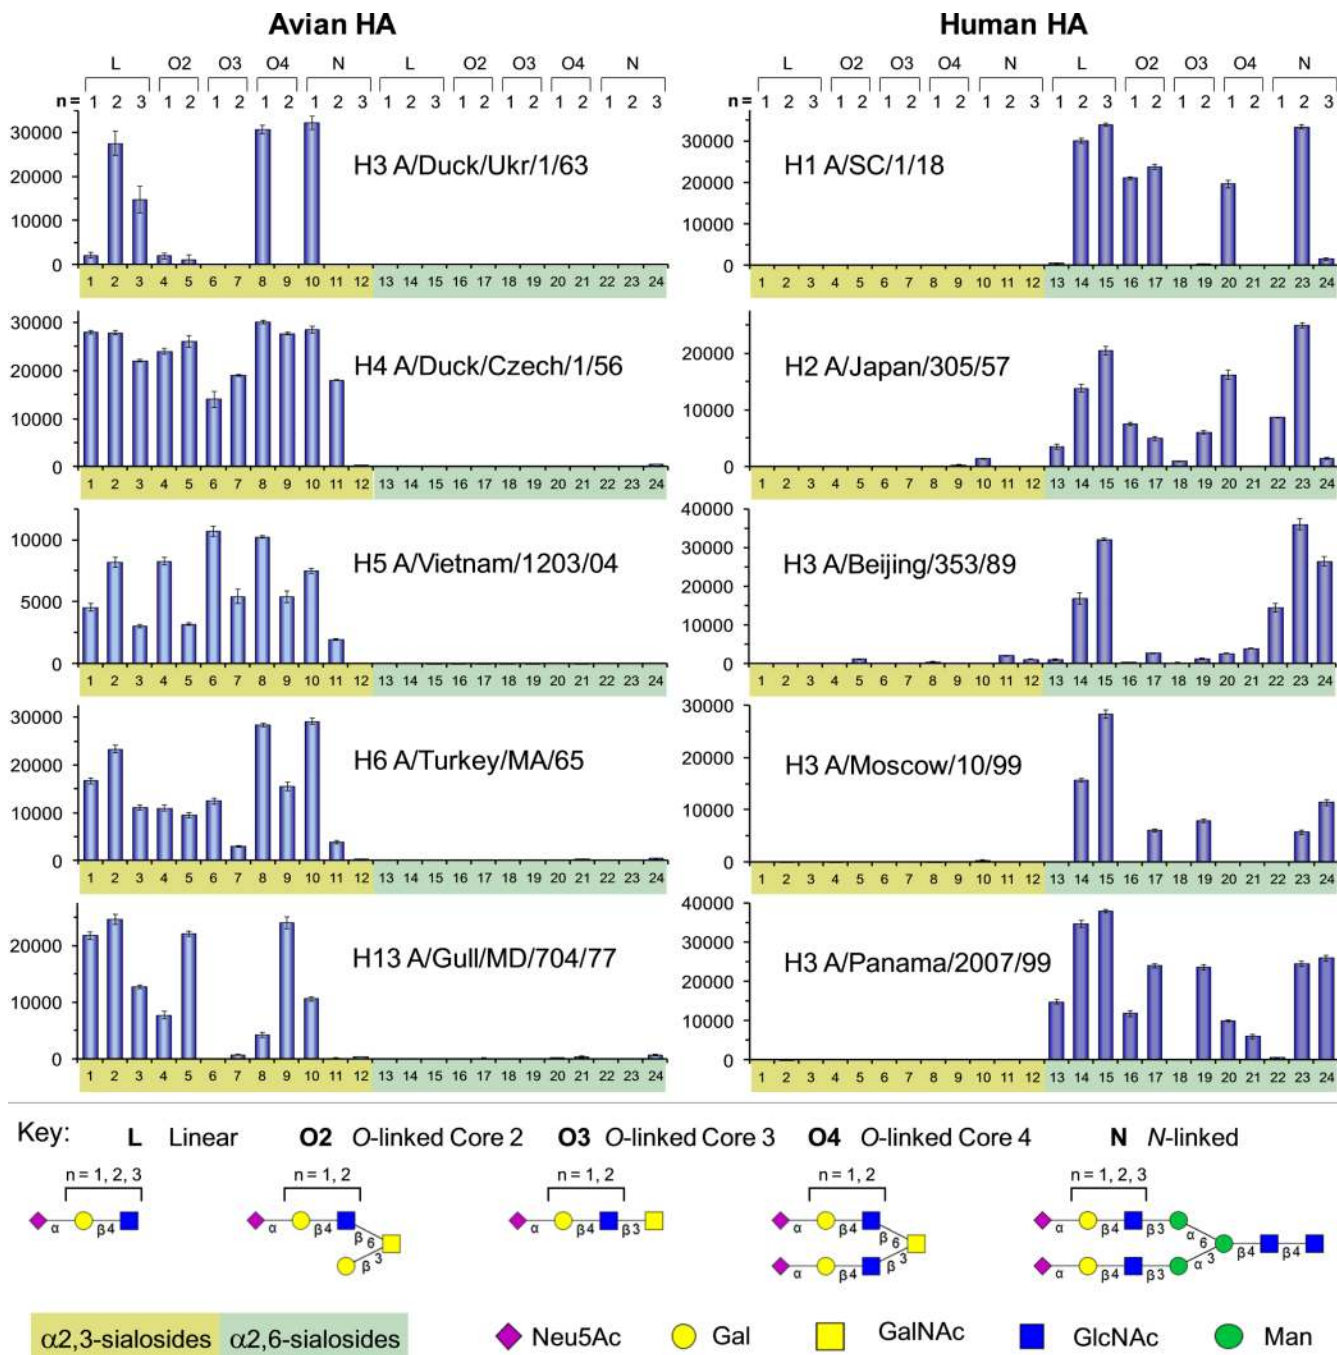 Avian HA
L O2 O3 O4 N L O2 O3 O4 N
n= 1 2 3 1 2 1 2 1 2 1 2 3 1 2 3 1 2 1 2 1 2 1 2 3
30000
20000
10000
0
H3 A/Duck/Ukr/1/63
1 2 3 4 5 6 7 8 9 10 11 12 13 14 15 16 17 18 19 20 21 22 23 24
30000
20000
10000
0
H4 A/Duck/Czech/1/56
1 2 3 4 5 6 7 8 9 10 11 12 13 14 15 16 17 18 19 20 21 22 23 24
10000
5000
0
H5 A/Vietnam/1203/04
1 2 3 4 5 6 7 8 9 10 11 12 13 14 15 16 17 18 19 20 21 22 23 24
30000
20000
10000
0
H6 A/Turkey/MA/65
1 2 3 4 5 6 7 8 9 10 11 12 13 14 15 16 17 18 19 20 21 22 23 24
20000
10000
0
H13 A/Gull/MD/704/77
1 2 3 4 5 6 7 8 9 10 11 12 13 14 15 16 17 18 19 20 21 22 23 24
Human HA
L O2 O3 O4 N L O2 O3 O4 N
n= 1 2 3 1 2 1 2 1 2 1 2 3 1 2 3 1 2 1 2 1 2 1 2 3
30000
20000
10000
0
H1 A/SC/1/18
13 14 15 16 17 18 19 20 21 22 23 24
20000
10000
0
H2 A/Japan/305/57
1 2 3 4 5 6 7 8 9 10 11 12 13 14 15 16 17 18 19 20 21 22 23 24
40000
30000
20000
10000
0
H3 A/Beijing/353/89
1 2 3 4 5 6 7 8 9 10 11 12 13 14 15 16 17 18 19 20 21 22 23 24
30000
20000
10000
0
H3 A/Moscow/10/99
1 2 3 4 5 6 7 8 9 10 11 12 13 14 15 16 17 18 19 20 21 22 23 24
40000
30000
20000
10000
0
H3 A/Panama/2007/99
1 2 3 4 5 6 7 8 9 10 11 12 13 14 15 16 17 18 19 20 21 22 23 24
Key: L Linear O2 O-linked Core 2 O3 O-linked Core 3 O4 O-linked Core 4 N N-linked
n = 1, 2, 3 n = 1, 2 n = 1, 2 n = 1, 2 n = 1, 2, 3
α β4
α β4 β 6
β 3
α β4 β3
α β4 β 6
α β4 β 3
α β4 β3 α 6 β4 β4
α β4 β3 α 3
α2,3-sialosides α2,6-sialosides Neu5Ac Gal GalNAc GlcNAc Man